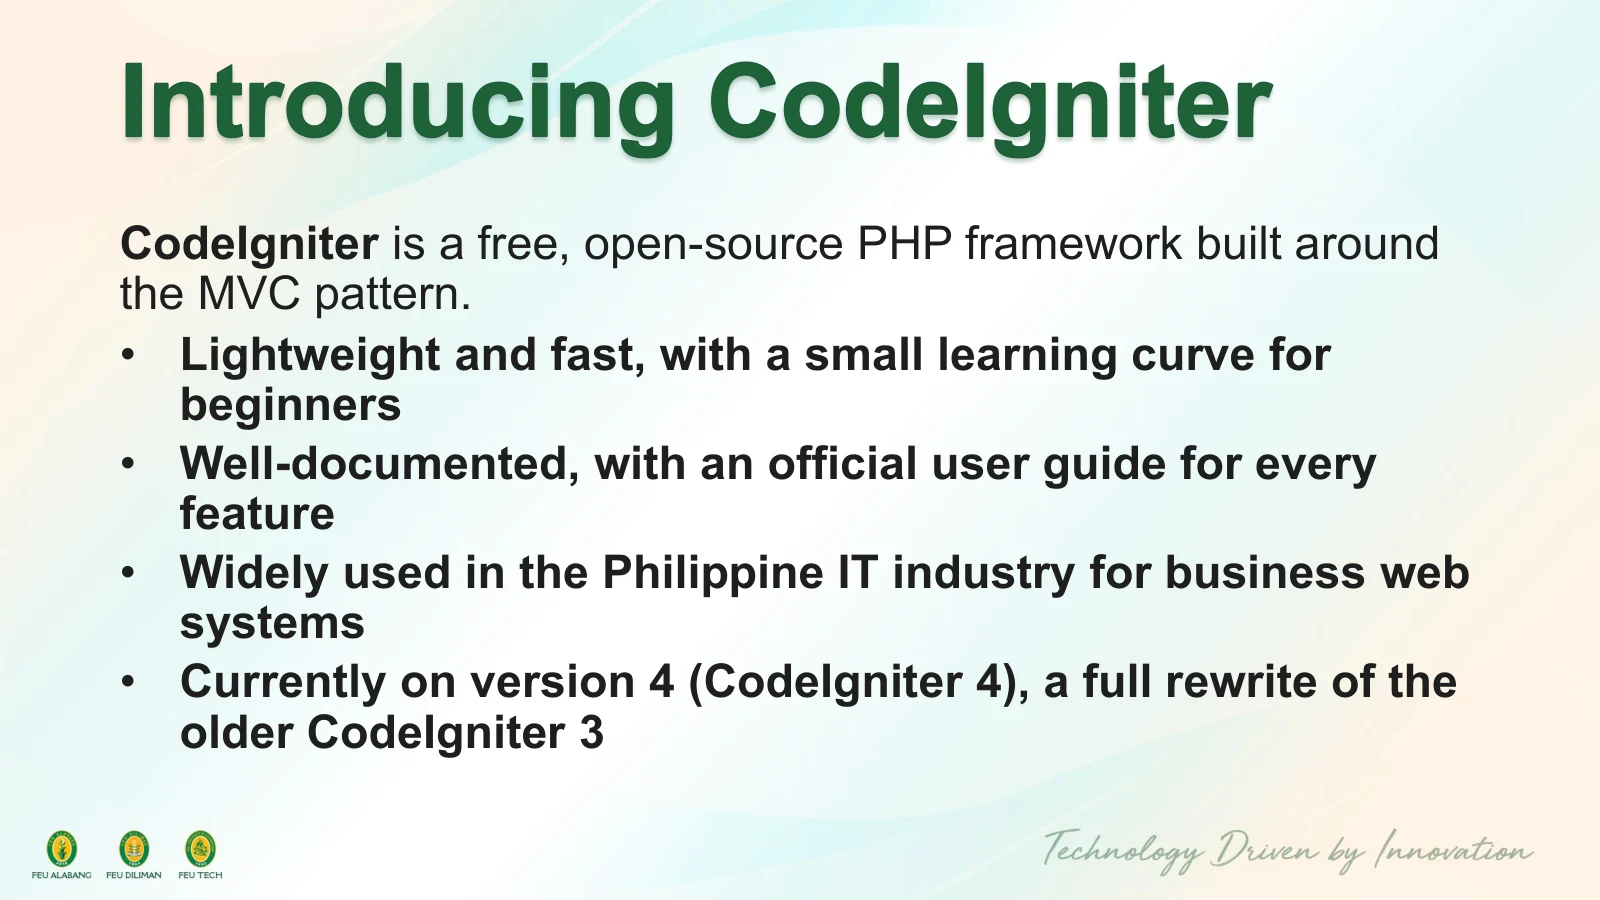 Introducing CodeIgniter
CodeIgniter is a free, open-source PHP framework built around
the MVC pattern.
• Lightweight and fast, with a small learning curve for
beginners
• Well-documented, with an official user guide for every
feature
• Widely used in the Philippine IT industry for business web
systems
• Currently on version 4 (CodeIgniter 4), a full rewrite of the
older CodeIgniter 3
FEU ALABANG FEU DILIMAN FEU TECH
Technology Driven by Innovation